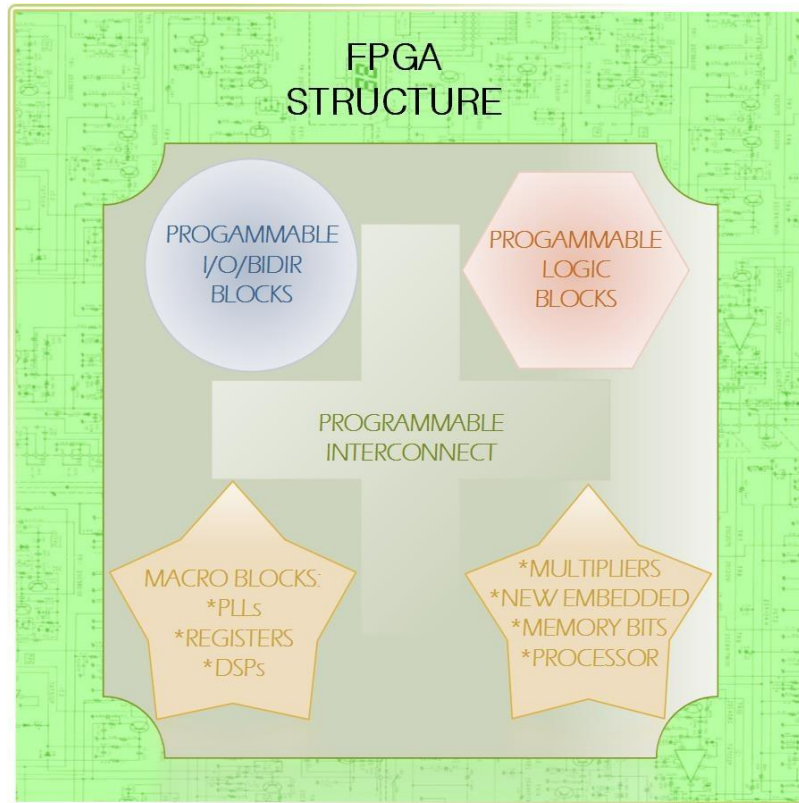 FPGA
STRUCTURE
PROGAMMABLE
I/O/BIDIR
BLOCKS
PROGAMMABLE
LOGIC
BLOCKS
PROGRAMMABLE
INTERCONNECT
MACRO BLOCKS:
*PLLs
*REGISTERS
*DSPs
*MULTIPLIERS
*NEW EMBEDDED
*MEMORY BITS
*PROCESSOR